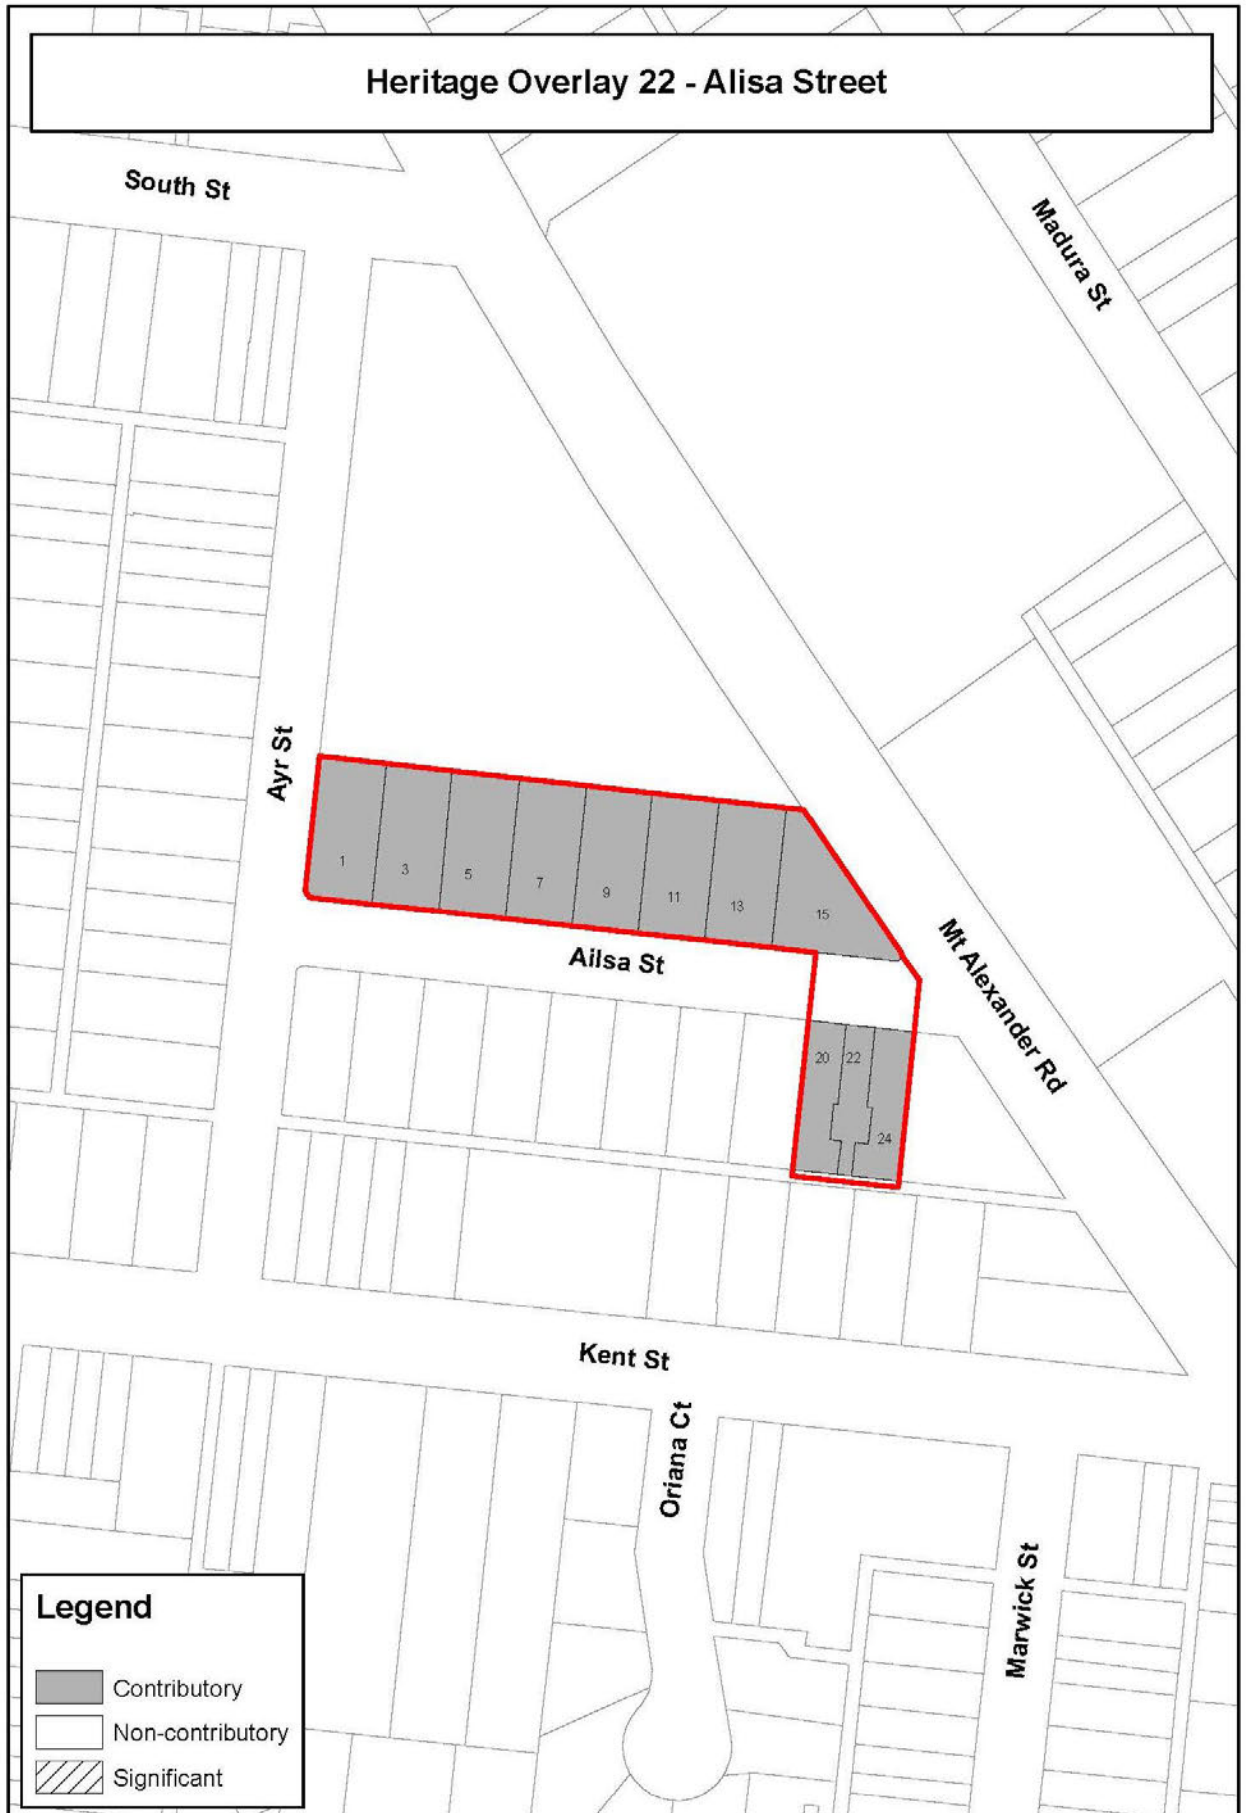 Heritage Overlay 22 - Alisa Street
South St
Madura St
Ayr St
1
3
5
7
9
11
13
15
Ailsa St
Mt Alexander Rd
20
22
24
Kent St
Oriana Ct
Marwick St
Legend
Contributory
Non-contributory
Significant